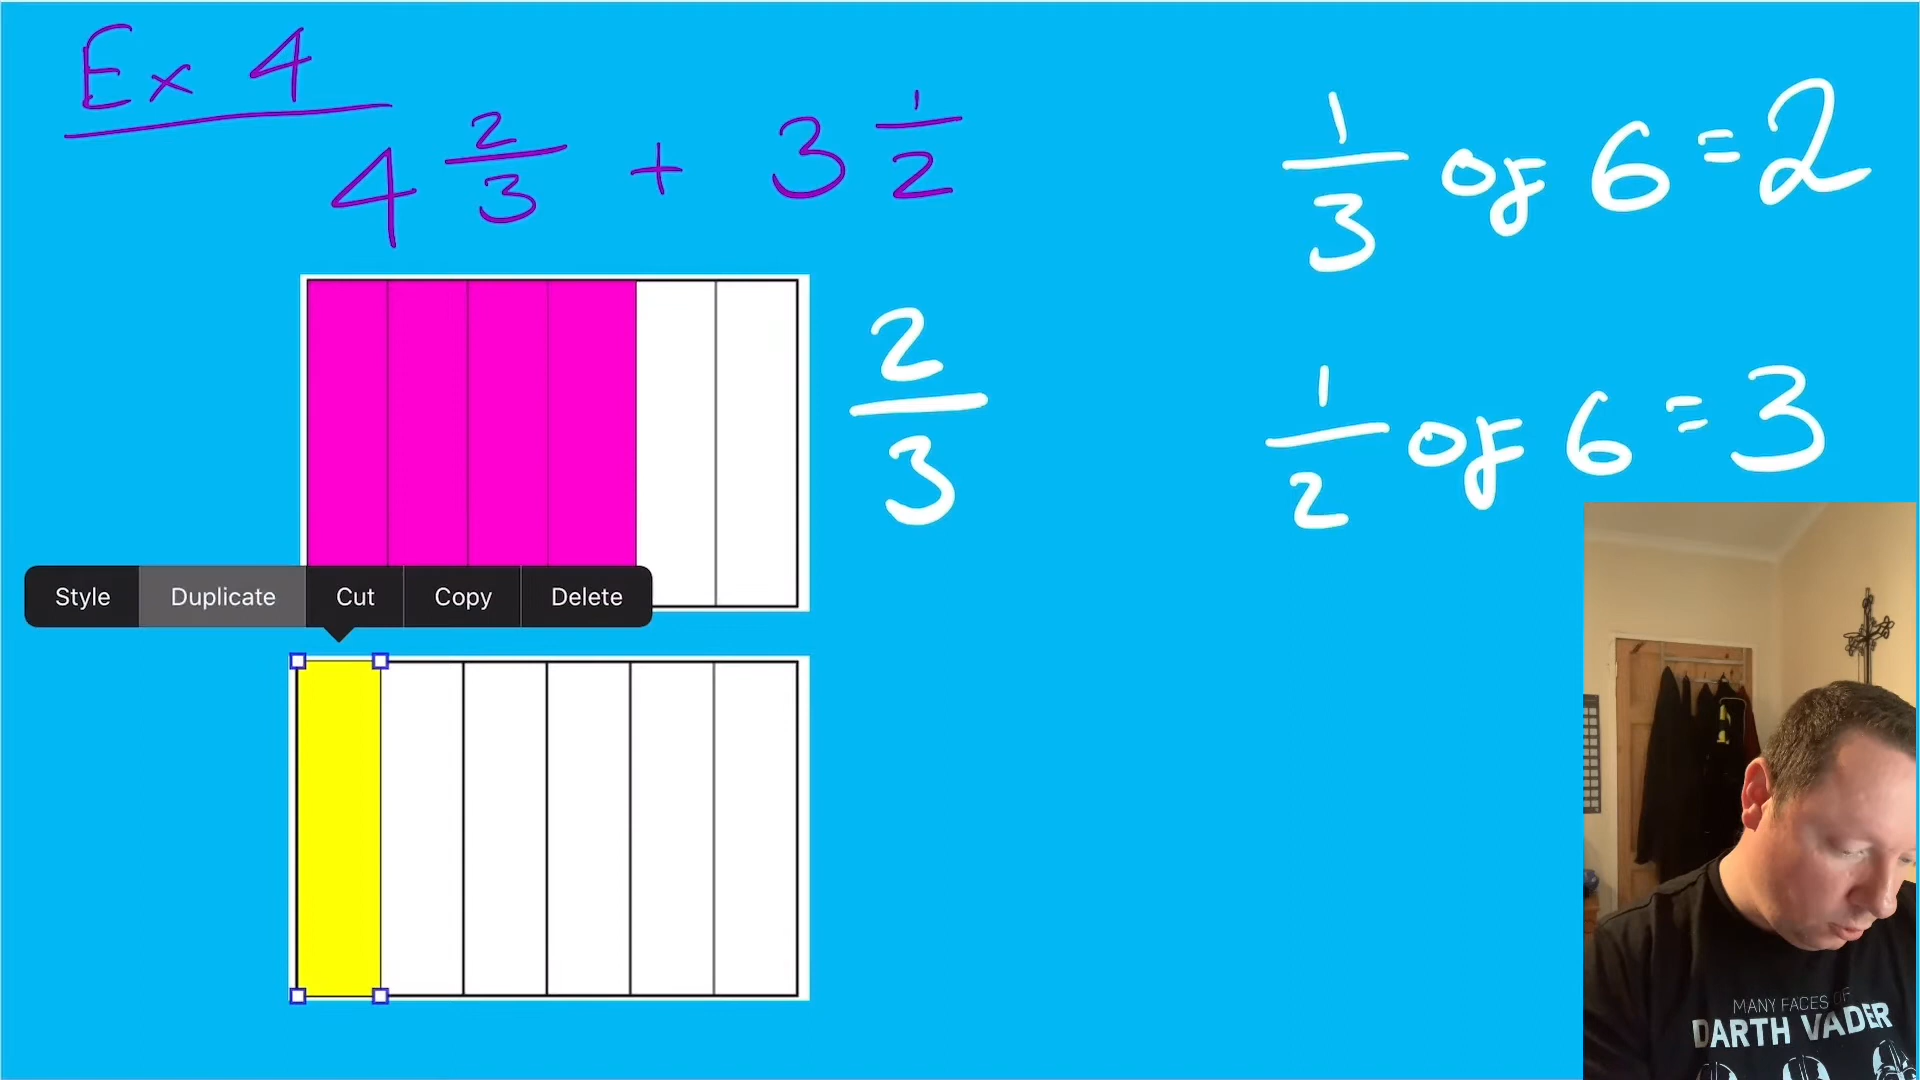 Ex 4
4 2/3 + 3 1/2
1/3 of 6 = 2
2/3
1/2 of 6 = 3
Style Duplicate Cut Copy Delete
MANY FACES OF
DARTH VADER